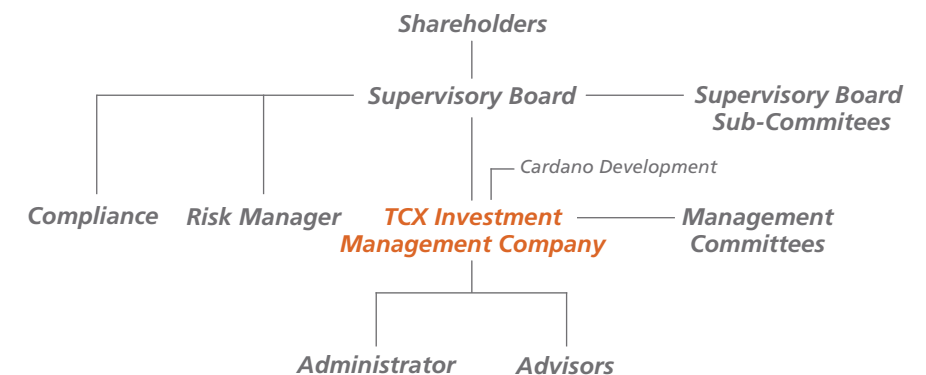 Shareholders
Supervisory Board
Supervisory Board
Sub-Commitees
Cardano Development
Compliance
Risk Manager
TCX Investment
Management Company
Management
Committees
Administrator
Advisors